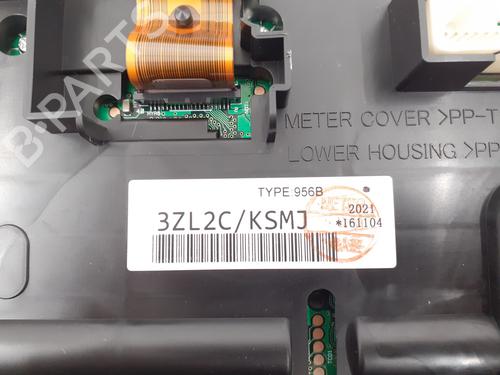 METER COVER >PP-T
LOWER HOUSING >PP
TYPE:956B
3ZL2C/KSMJ
2021
*161104
B-PARTS